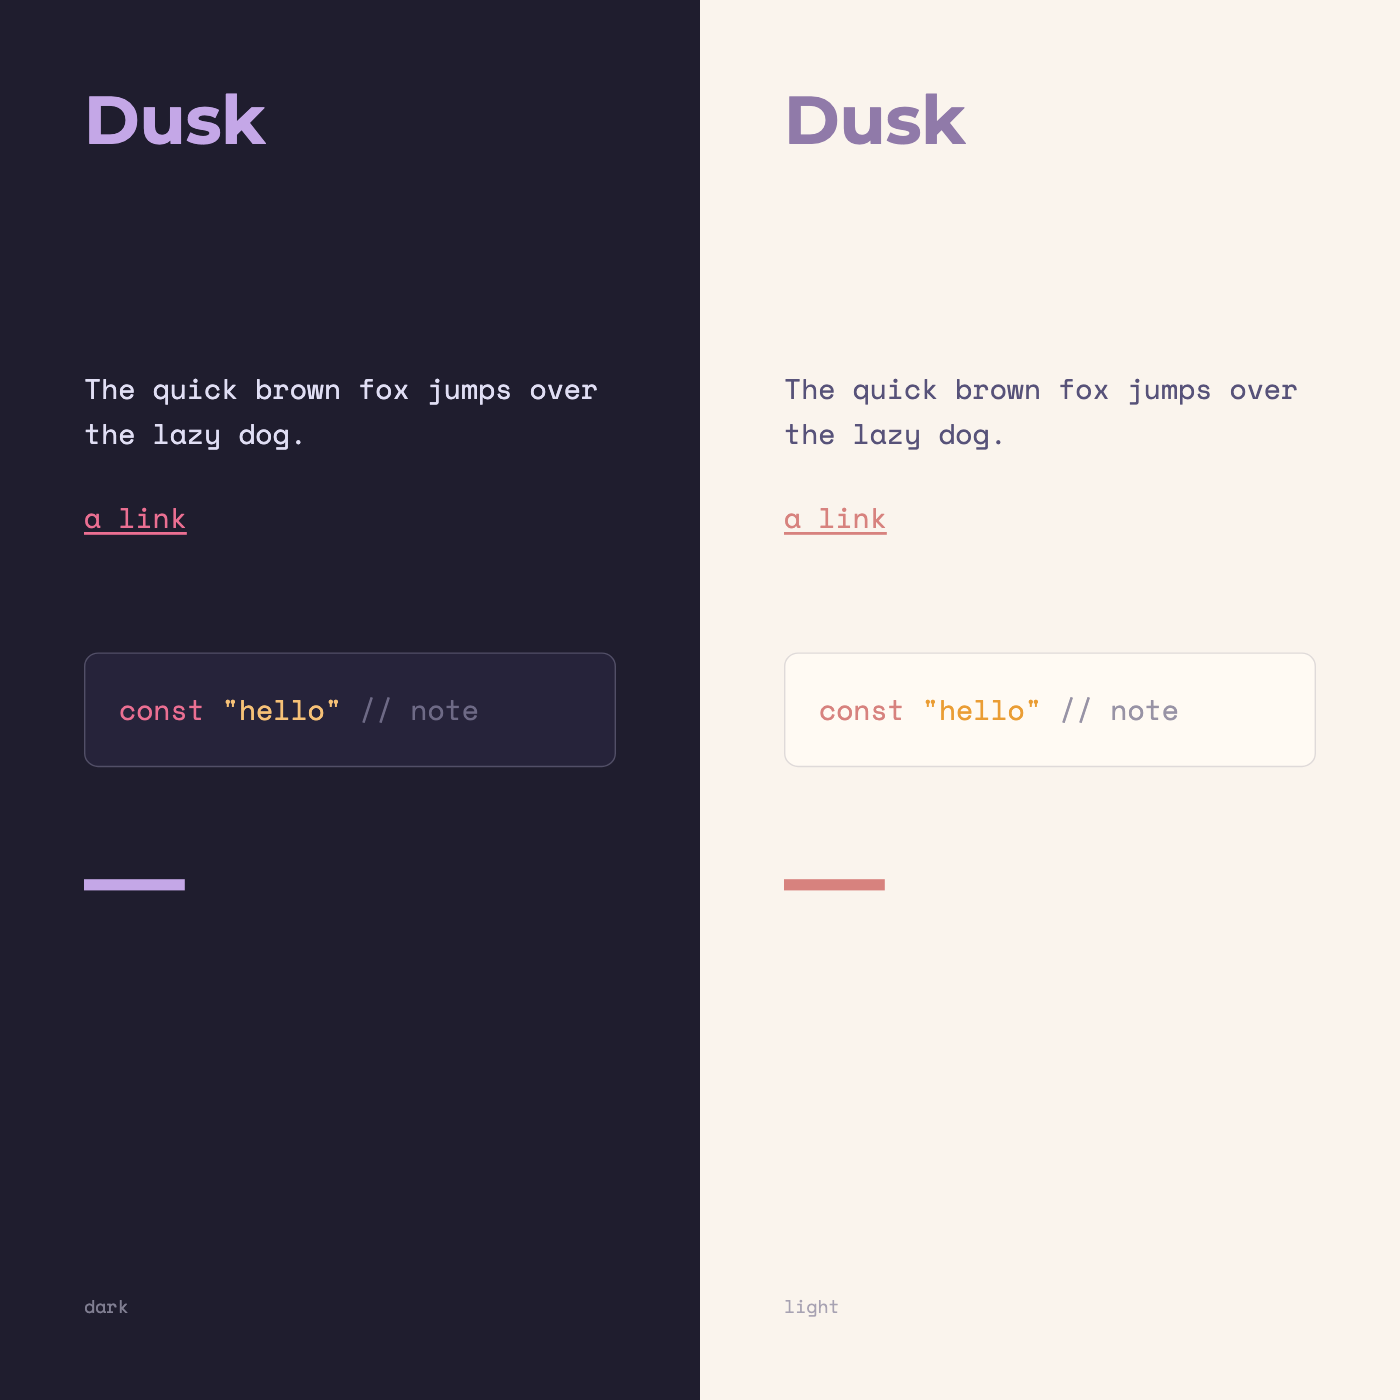 Dusk
The quick brown fox jumps over
the lazy dog.
a link
const "hello" // note
dark
Dusk
The quick brown fox jumps over
the lazy dog.
a link
const "hello" // note
light